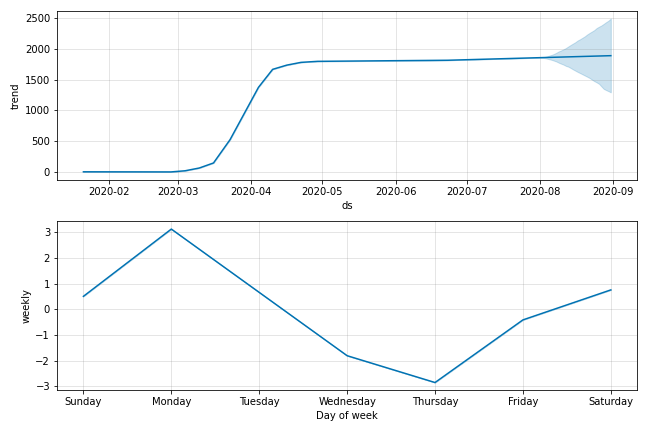 2500
2000
1500
1000
500
0
trend
2020-02 2020-03 2020-04 2020-05 2020-06 2020-07 2020-08 2020-09
ds
3
2
1
0
−1
−2
−3
weekly
Sunday Monday Tuesday Wednesday Thursday Friday Saturday
Day of week